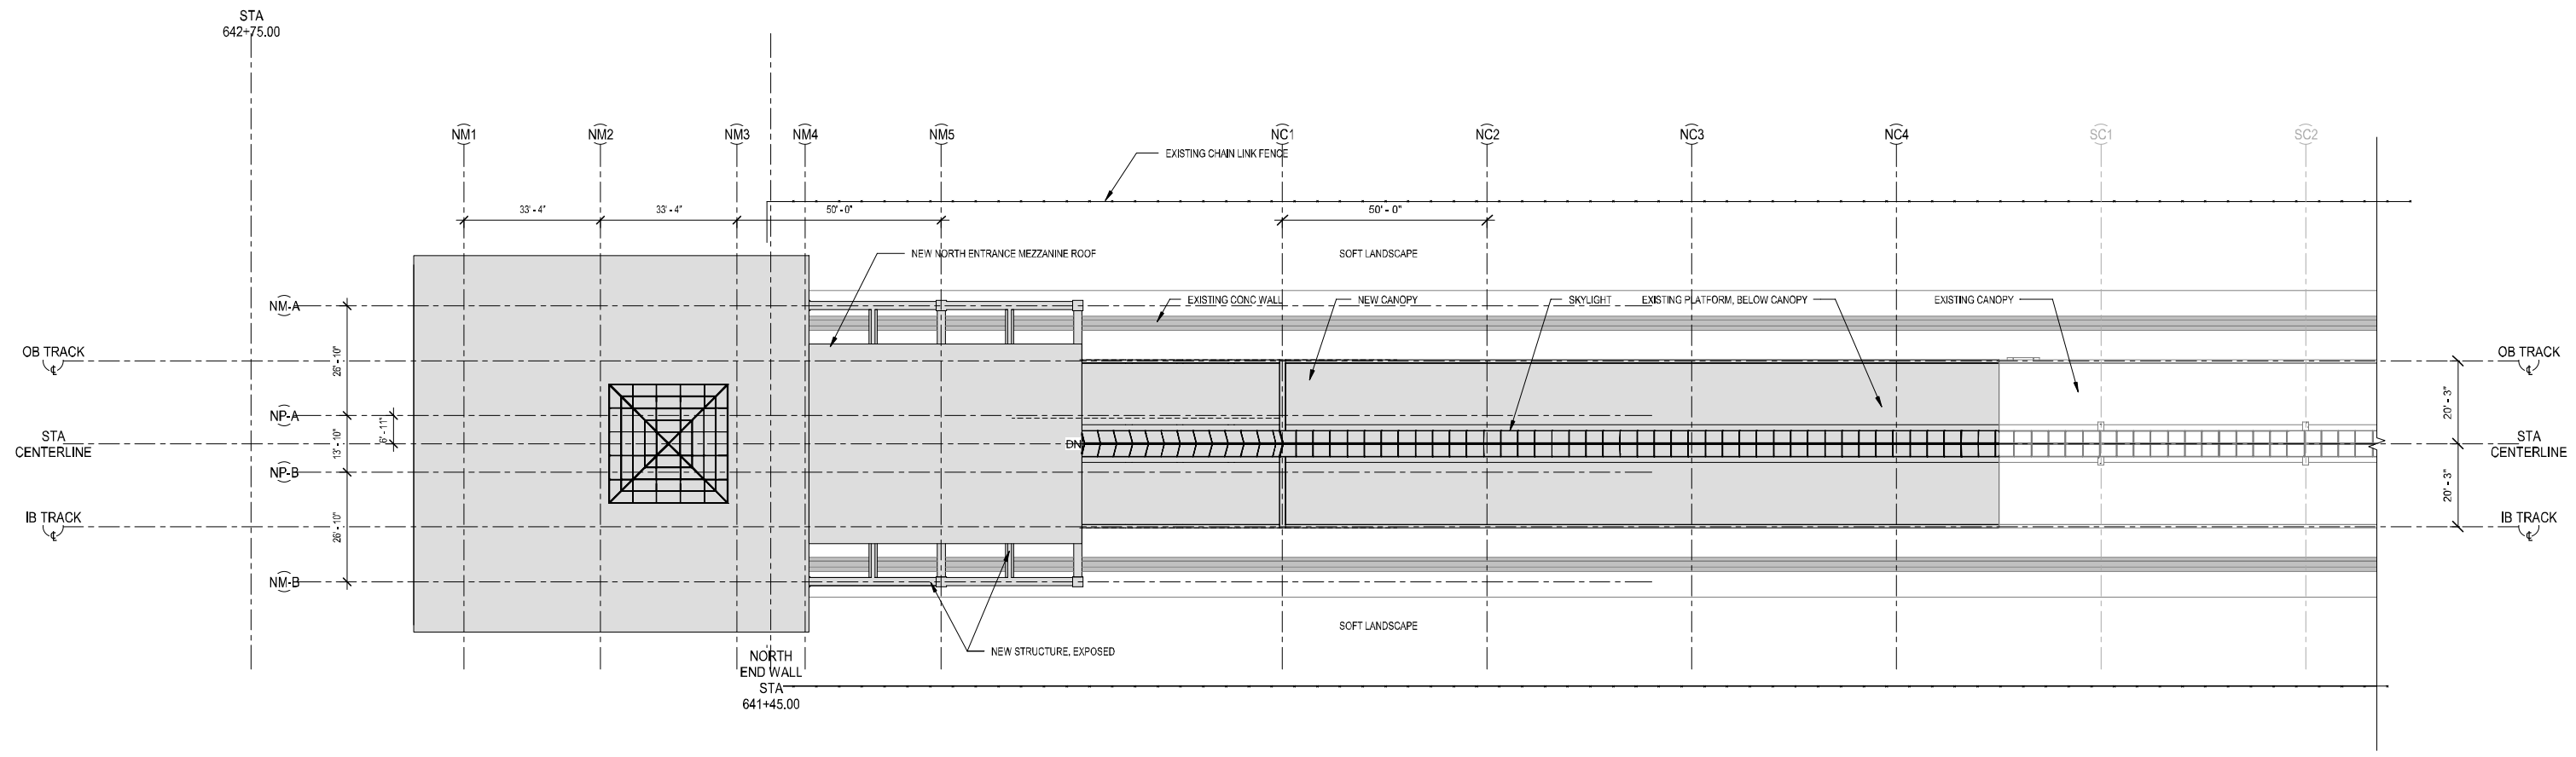 STA
642+75.00
NM1
NM2
NM3
NM4
NM5
NC1
NC2
NC3
NC4
SC1
SC2
EXISTING CHAIN LINK FENCE
33' - 4"
33' - 4"
50' - 0"
50' - 0"
NEW NORTH ENTRANCE MEZZANINE ROOF
SOFT LANDSCAPE
NM-A
EXISTING CONC WALL
NEW CANOPY
SKYLIGHT
EXISTING PLATFORM, BELOW CANOPY
EXISTING CANOPY
OB TRACK
℄
26' - 10"
OB TRACK
℄
20' - 3"
NP-A
6' - 11"
STA
CENTERLINE
13' - 10"
DN
STA
CENTERLINE
NP-B
20' - 3"
IB TRACK
℄
26' - 10"
IB TRACK
℄
NM-B
SOFT LANDSCAPE
NEW STRUCTURE, EXPOSED
NORTH
END WALL
STA
641+45.00